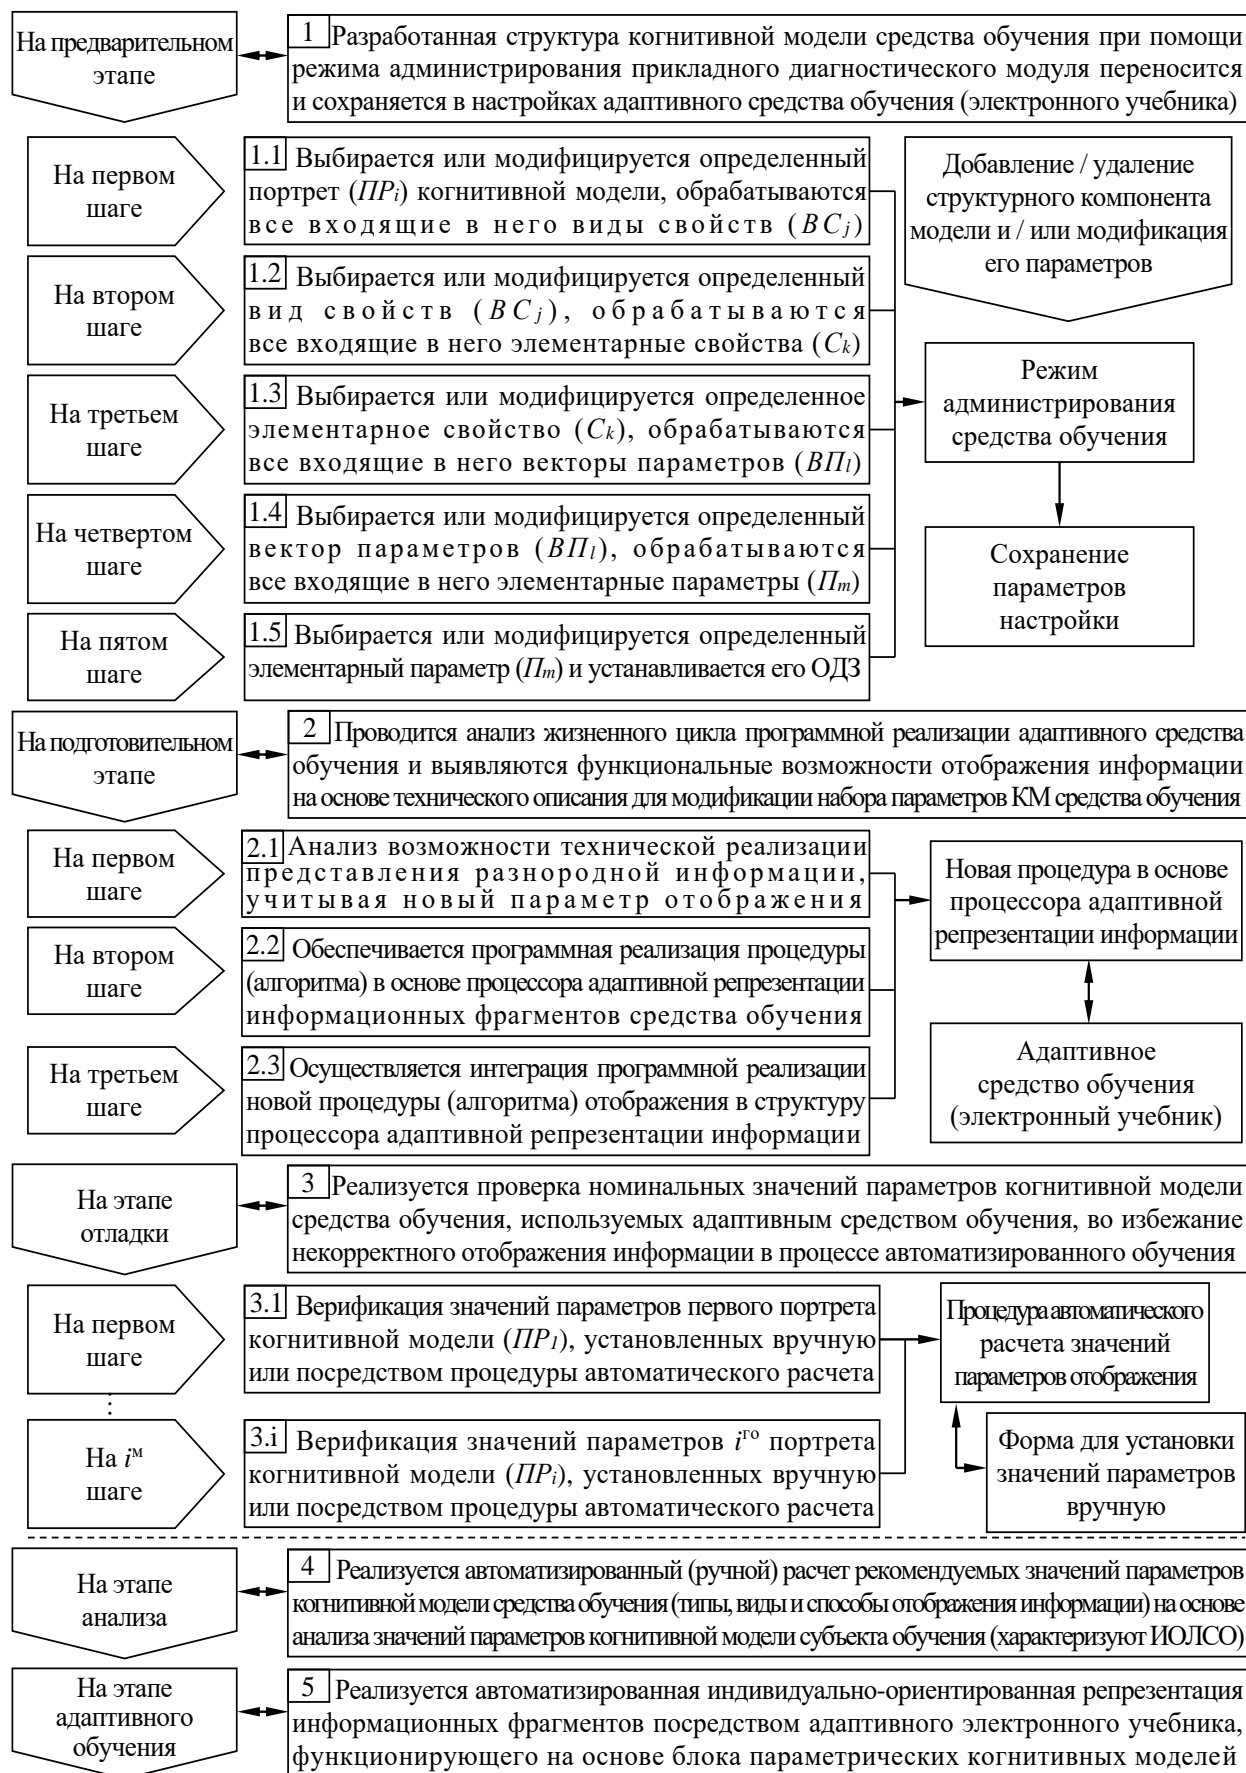 На предварительном
этапе
1 Разработанная структура когнитивной модели средства обучения при помощи
режима администрирования прикладного диагностического модуля переносится
и сохраняется в настройках адаптивного средства обучения (электронного учебника)
На первом
шаге
1.1 Выбирается или модифицируется определенный
портрет (ПРi) когнитивной модели, обрабатываются
все входящие в него виды свойств (ВСj)
На втором
шаге
1.2 Выбирается или модифицируется определенный
вид свойств (ВСj), обрабатываются
все входящие в него элементарные свойства (Сk)
На третьем
шаге
1.3 Выбирается или модифицируется определенное
элементарное свойство (Сk), обрабатываются
все входящие в него векторы параметров (ВПl)
На четвертом
шаге
1.4 Выбирается или модифицируется определенный
вектор параметров (ВПl), обрабатываются
все входящие в него элементарные параметры (Пm)
На пятом
шаге
1.5 Выбирается или модифицируется определенный
элементарный параметр (Пm) и устанавливается его ОДЗ
Добавление / удаление
структурного компонента
модели и / или модификация
его параметров
Режим
администрирования
средства обучения
Сохранение
параметров
настройки
На подготовительном
этапе
2 Проводится анализ жизненного цикла программной реализации адаптивного средства
обучения и выявляются функциональные возможности отображения информации
на основе технического описания для модификации набора параметров КМ средства обучения
На первом
шаге
2.1 Анализ возможности технической реализации
представления разнородной информации,
учитывая новый параметр отображения
На втором
шаге
2.2 Обеспечивается программная реализация процедуры
(алгоритма) в основе процессора адаптивной репрезентации
информационных фрагментов средства обучения
На третьем
шаге
2.3 Осуществляется интеграция программной реализации
новой процедуры (алгоритма) отображения в структуру
процессора адаптивной репрезентации информации
Новая процедура в основе
процессора адаптивной
репрезентации информации
Адаптивное
средство обучения
(электронный учебник)
На этапе
отладки
3 Реализуется проверка номинальных значений параметров когнитивной модели
средства обучения, используемых адаптивным средством обучения, во избежание
некорректного отображения информации в процессе автоматизированного обучения
На первом
шаге
3.1 Верификация значений параметров первого портрета
когнитивной модели (ПР1), установленных вручную
или посредством процедуры автоматического расчета
⋮
На iм
шаге
3.i Верификация значений параметров iго портрета
когнитивной модели (ПРi), установленных вручную
или посредством процедуры автоматического расчета
Процедура автоматического
расчета значений
параметров отображения
Форма для установки
значений параметров
вручную
На этапе
анализа
4 Реализуется автоматизированный (ручной) расчет рекомендуемых значений параметров
когнитивной модели средства обучения (типы, виды и способы отображения информации) на основе
анализа значений параметров когнитивной модели субъекта обучения (характеризуют ИОЛСО)
На этапе
адаптивного
обучения
5 Реализуется автоматизированная индивидуально-ориентированная репрезентация
информационных фрагментов посредством адаптивного электронного учебника,
функционирующего на основе блока параметрических когнитивных моделей